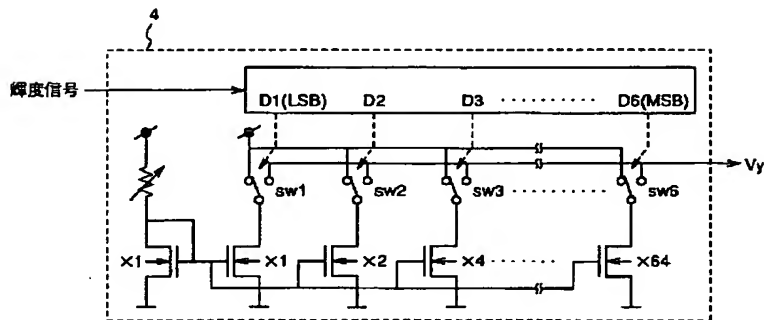 4
輝度信号
D1(LSB) D2 D3 ········ D6(MSB)
Vy
sw1 sw2 sw3 ········ sw6
×1 ×1 ×2 ×4 ······· ×64